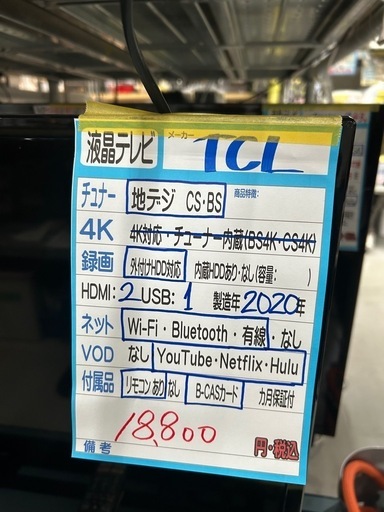 液晶テレビ メーカー TCL
チュナー 地デジ CS・BS 商品特徴:
4K 4K対応・チューナー内蔵(BS4K・CS4K)
録画 外付けHDD対応 内蔵HDDあり・なし(容量: )
HDMI:2 USB:1 製造年2020年
ネット Wi-Fi・Bluetooth・有線・なし
VOD なし YouTube・Netflix・Hulu
付属品 リモコンあり なし B-CASカード カ月保証付
18,800 円・税込
備考